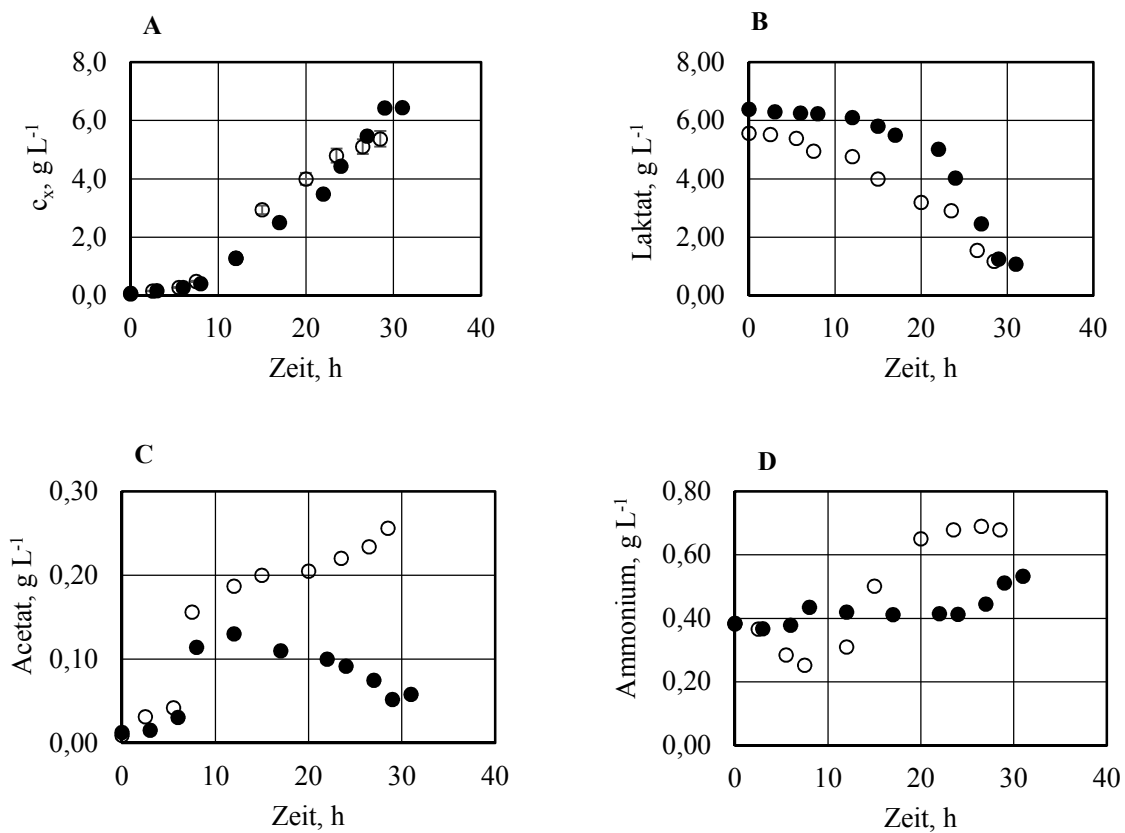 A
8,0
6,0
4,0
2,0
0,0
0 10 20 30 40
Zeit, h
cₓ, g L⁻¹
B
8,00
6,00
4,00
2,00
0,00
0 10 20 30 40
Zeit, h
Laktat, g L⁻¹
C
0,30
0,20
0,10
0,00
0 10 20 30 40
Zeit, h
Acetat, g L⁻¹
D
0,80
0,60
0,40
0,20
0,00
0 10 20 30 40
Zeit, h
Ammonium, g L⁻¹